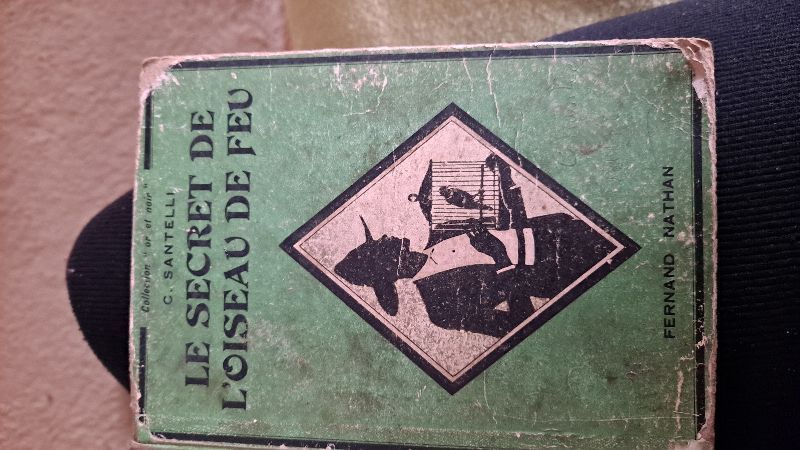 Collection "or et noir"
C. SANTELLI
LE SECRET DE
L'OISEAU DE FEU
FERNAND NATHAN